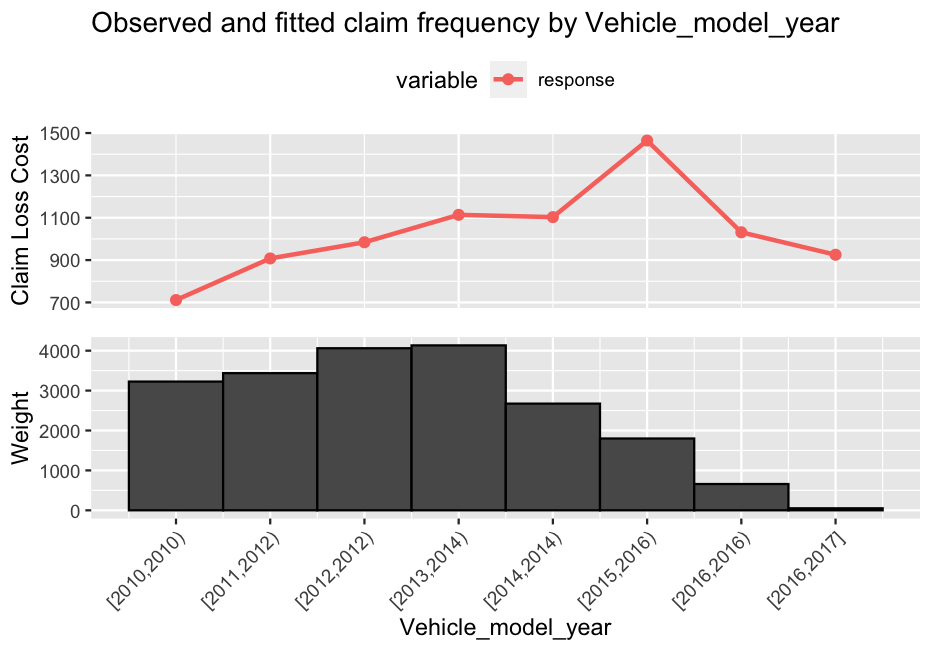 Observed and fitted claim frequency by Vehicle_model_year
variable response
Claim Loss Cost
1500
1300
1100
900
700
Weight
4000
3000
2000
1000
0
[2010,2010) [2011,2012) [2012,2012) [2013,2014) [2014,2014) [2015,2016) [2016,2016) [2016,2017]
Vehicle_model_year